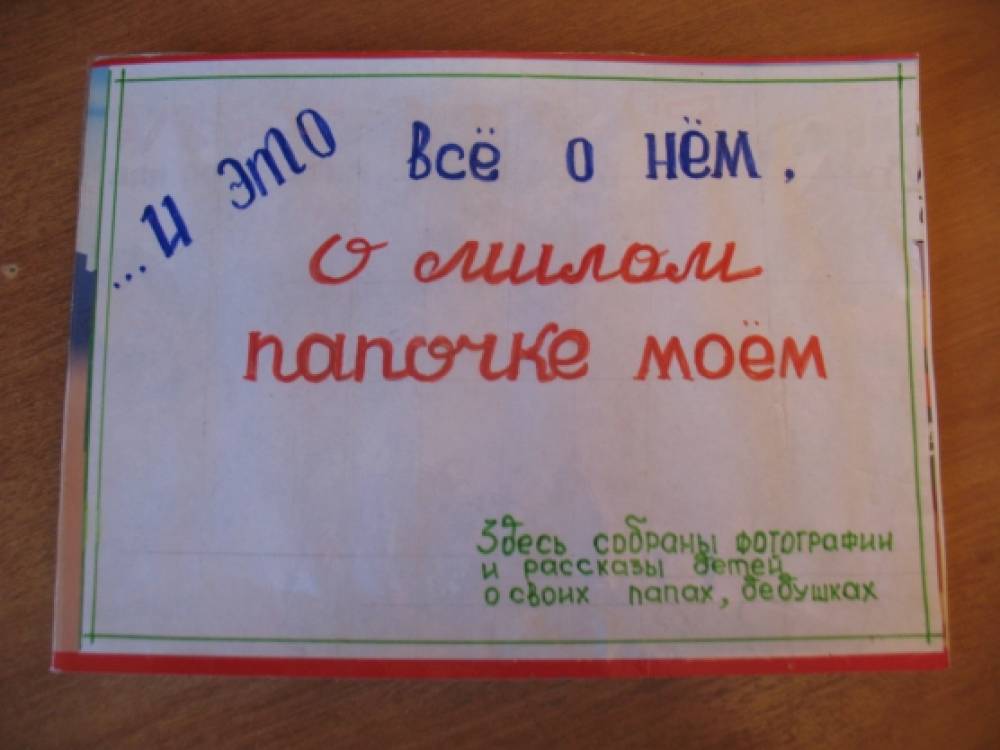 ...и это всё о нём,
о милом
папочке моём
Здесь собраны фотографии
и рассказы детей
о своих папах, дедушках